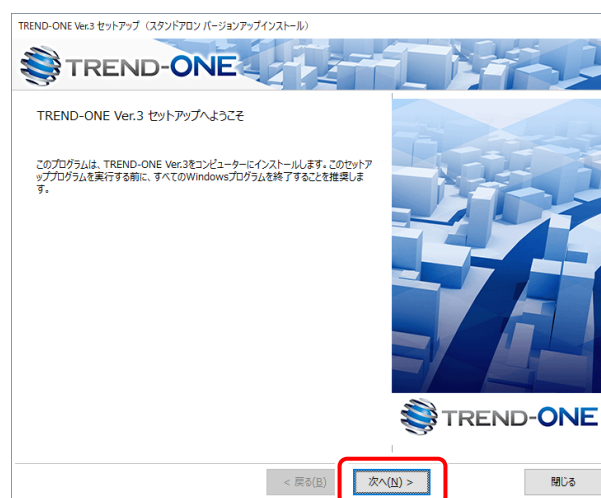 TREND-ONE Ver.3 セットアップ (スタンドアロン バージョンアップインストール)
TREND-ONE
TREND-ONE Ver.3 セットアップへようこそ
このプログラムは、TREND-ONE Ver.3をコンピューターにインストールします。このセットア
ッププログラムを実行する前に、すべてのWindowsプログラムを終了することを推奨しま
す。
TREND-ONE
< 戻る(B)
次へ(N) >
閉じる